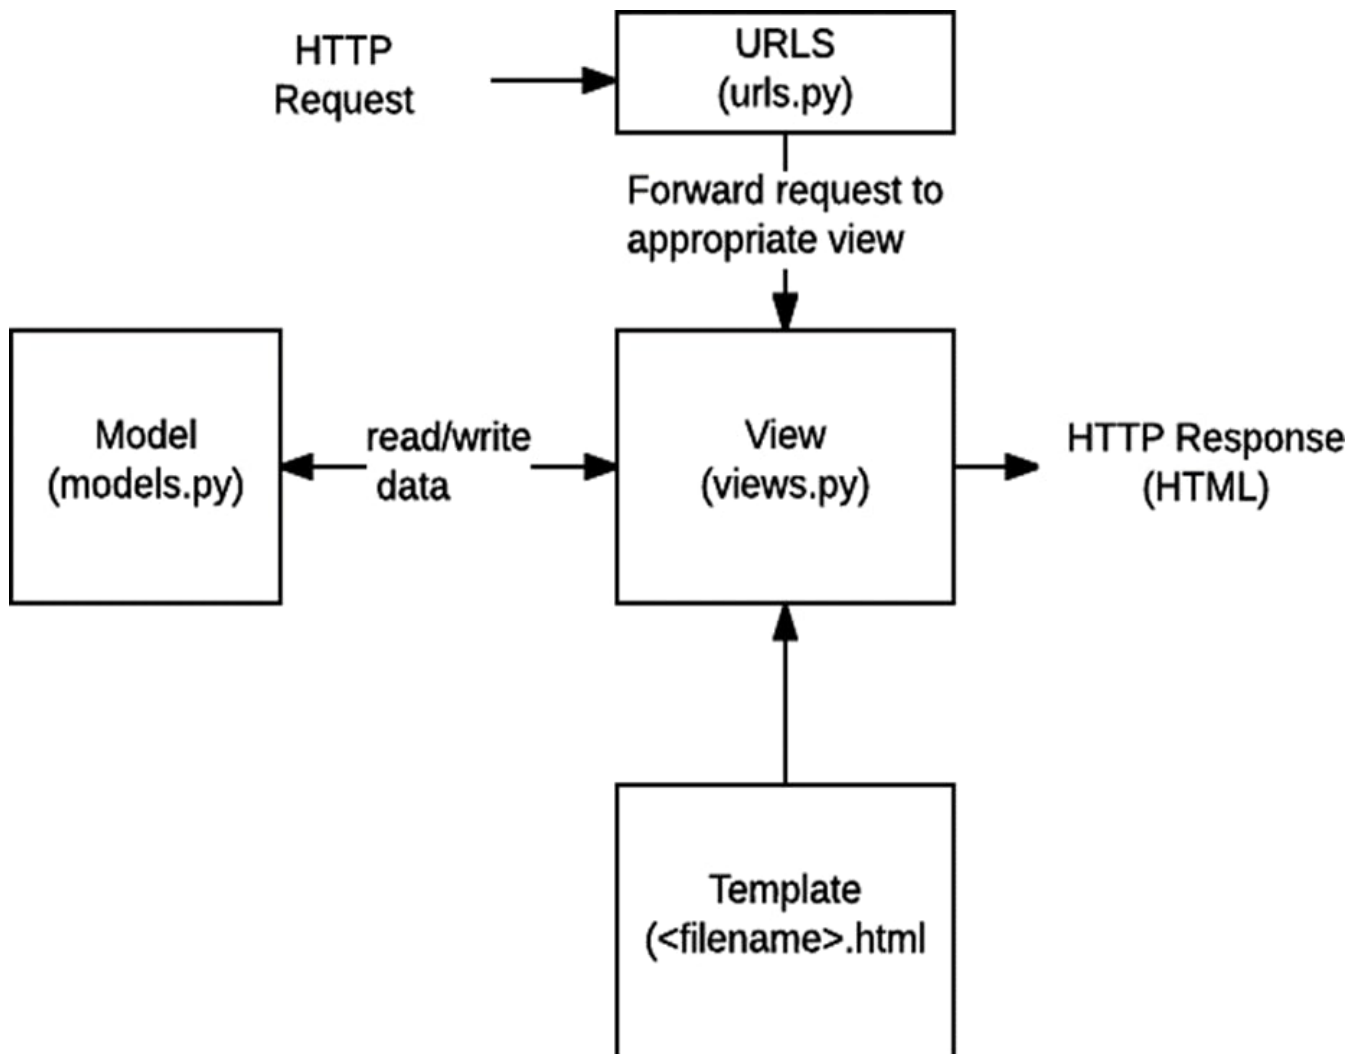 HTTP
Request
URLS
(urls.py)
Forward request to
appropriate view
Model
(models.py)
read/write
data
View
(views.py)
HTTP Response
(HTML)
Template
(<filename>.html